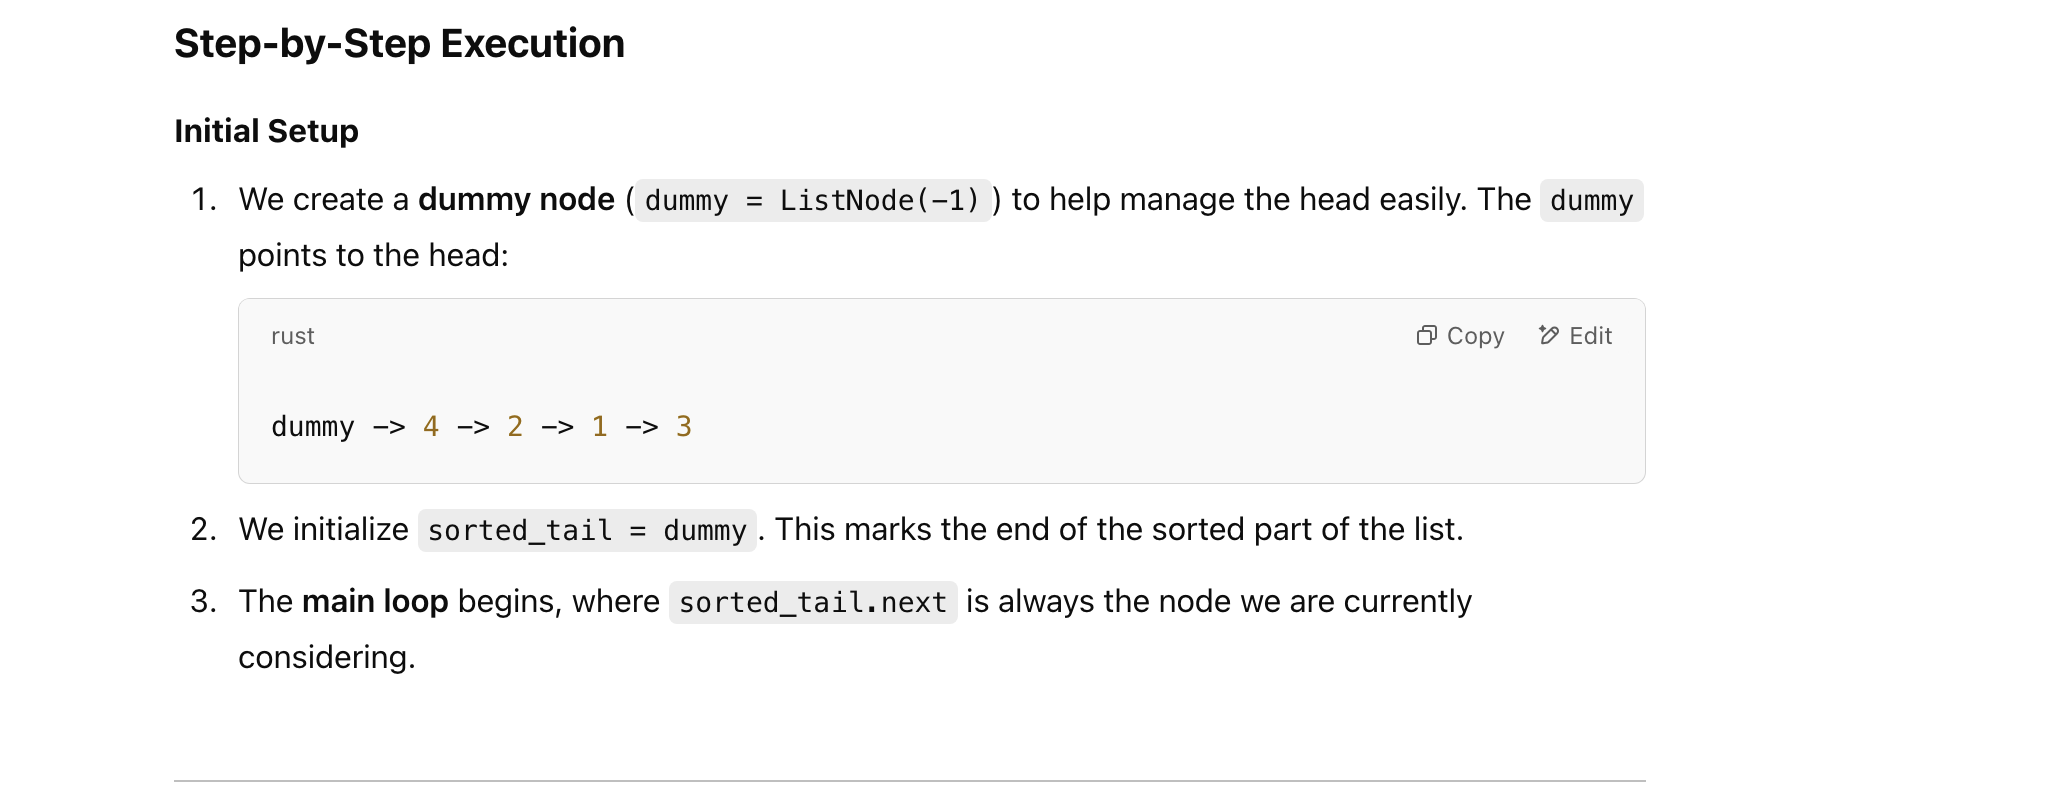 Step-by-Step Execution
Initial Setup
1. We create a dummy node ( dummy = ListNode(-1) ) to help manage the head easily. The dummy
points to the head:
rust Copy Edit
dummy -> 4 -> 2 -> 1 -> 3
2. We initialize sorted_tail = dummy . This marks the end of the sorted part of the list.
3. The main loop begins, where sorted_tail.next is always the node we are currently
considering.